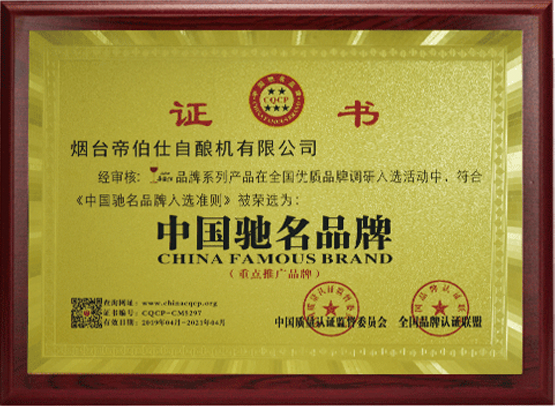 CQCP
证 书
烟台帝伯仕自酿机有限公司
经审核: 品牌系列产品在全国优质品牌调研入选活动中、符合
《中国驰名品牌入选准则》被荣选为:
中国驰名品牌
CHINA FAMOUS BRAND
(重点推广品牌)
查询网址:www.chinacqcp.org
证书编号:CQCP-CM3297
有效日期:2019年04月-2023年04月
中国质量认证监督委员会 全国品牌认证联盟